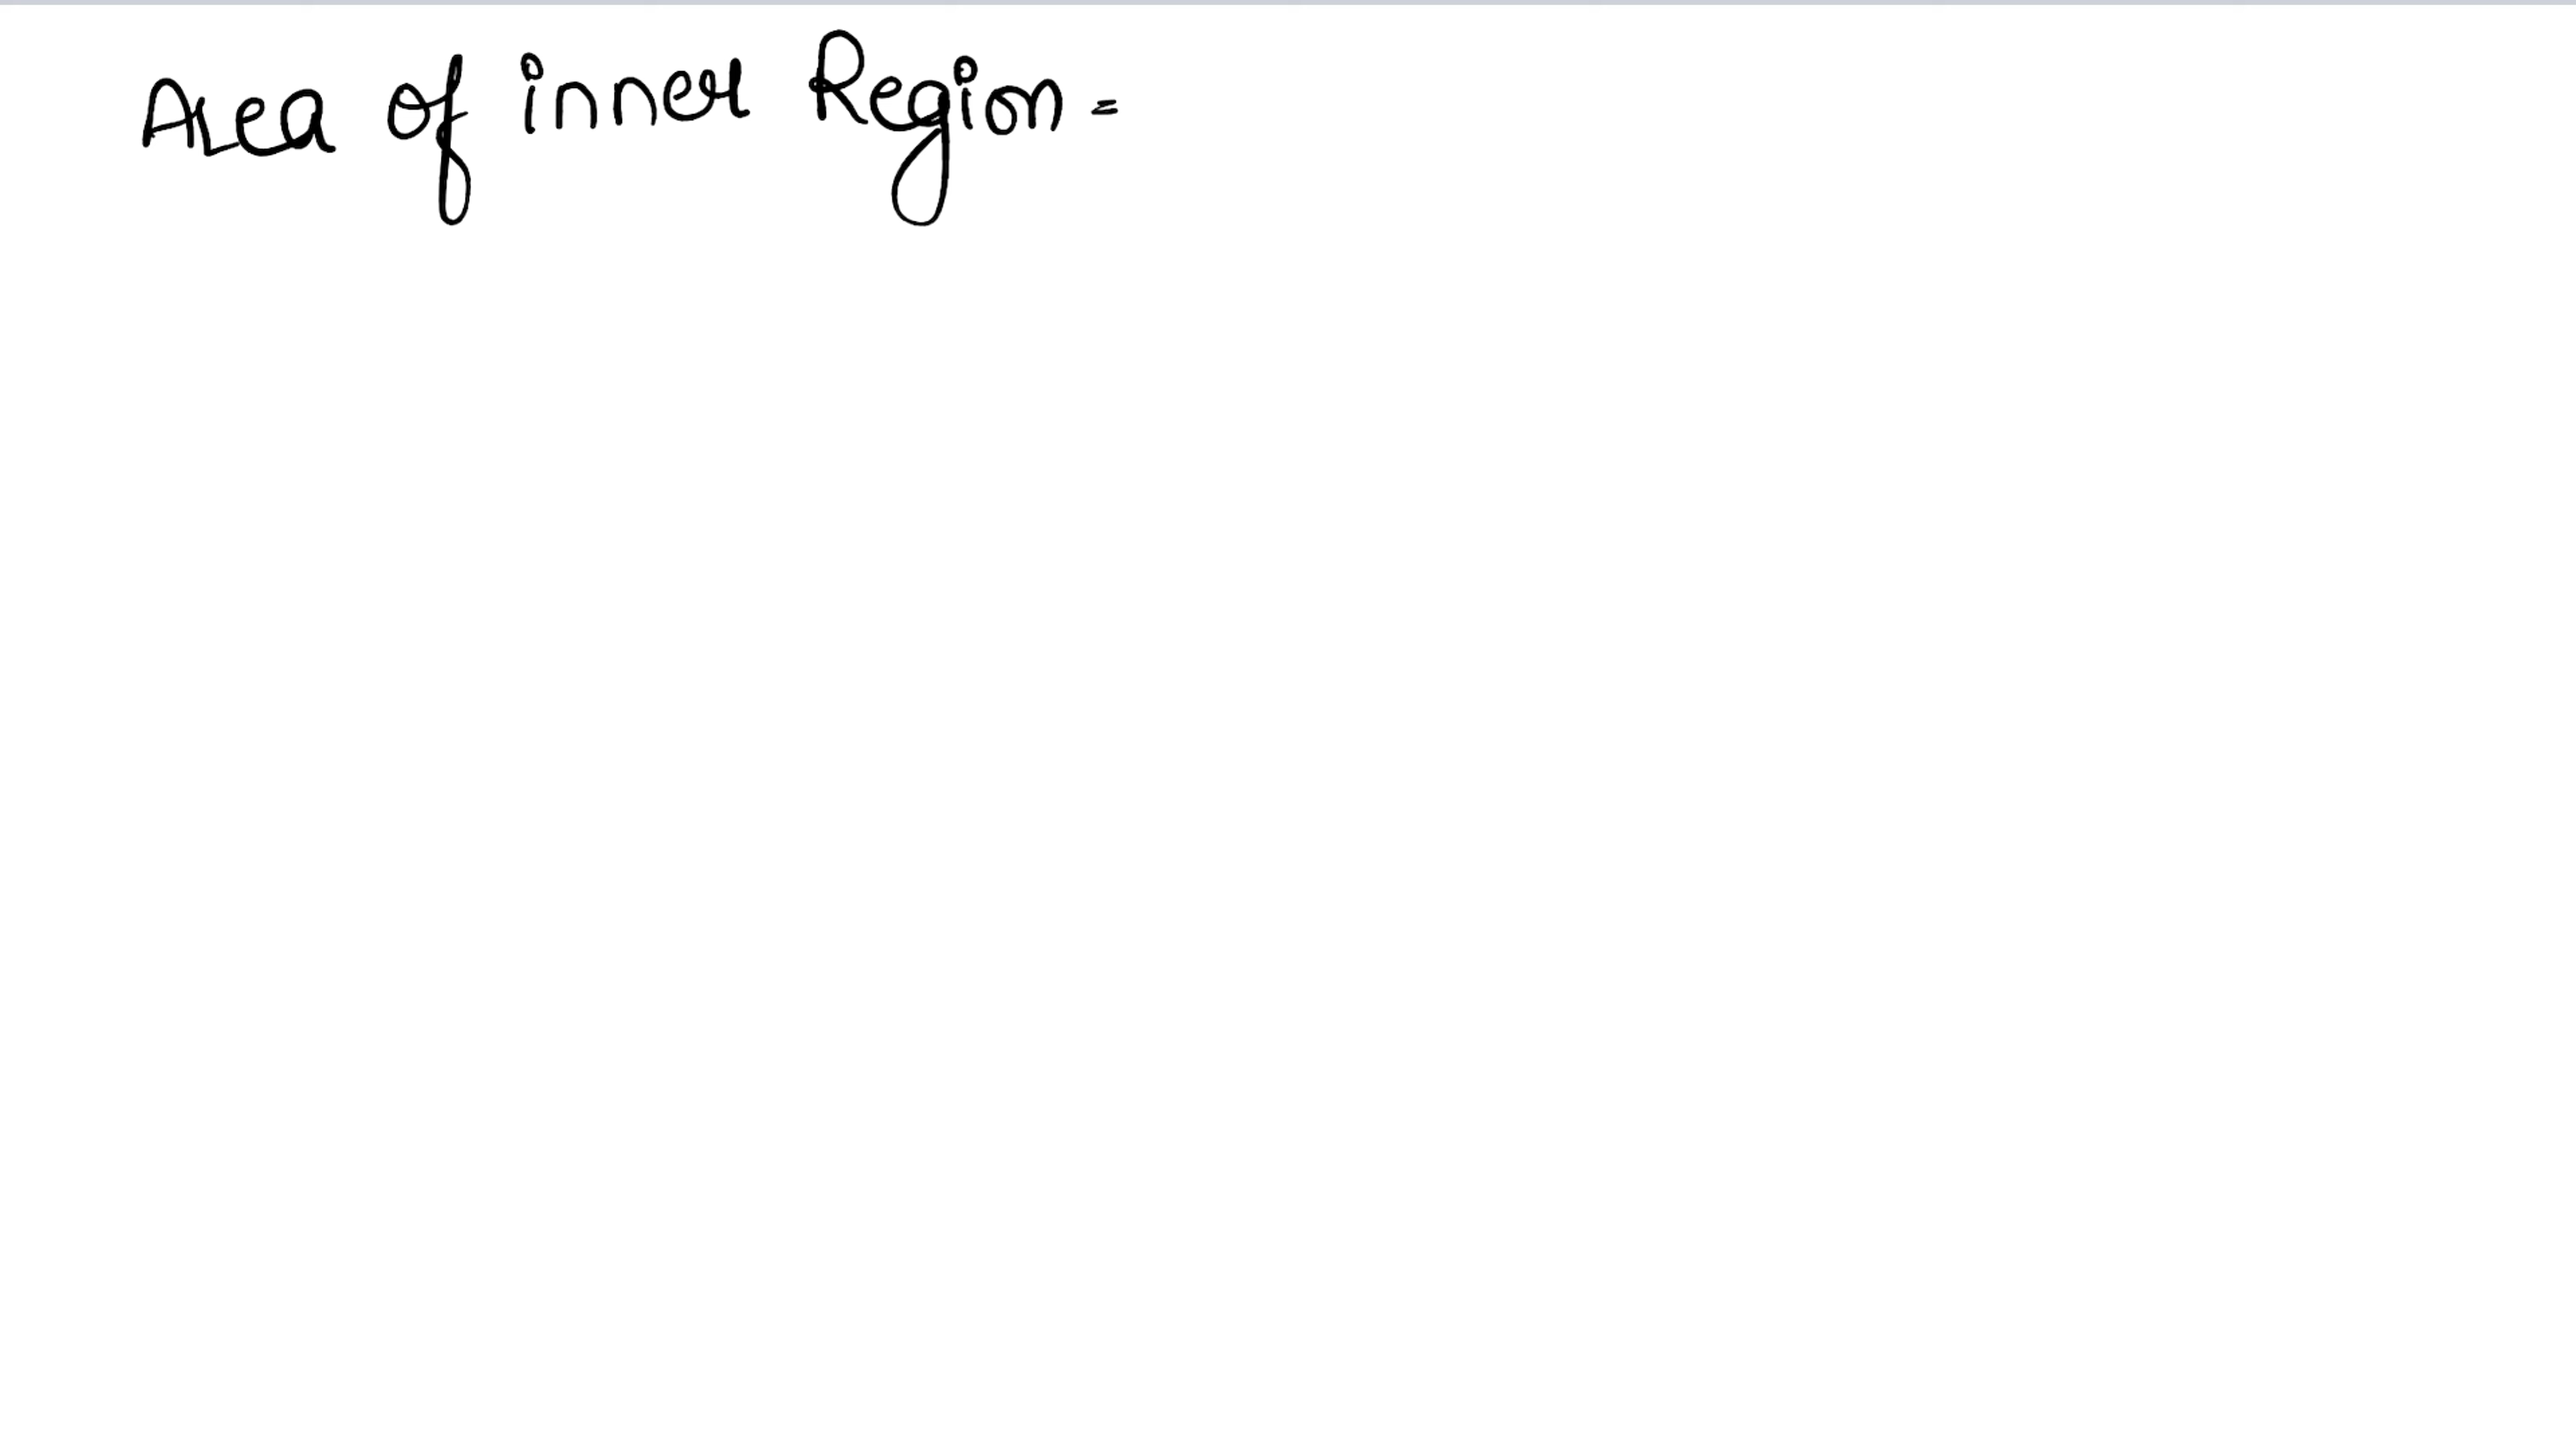 Area of inner Region =